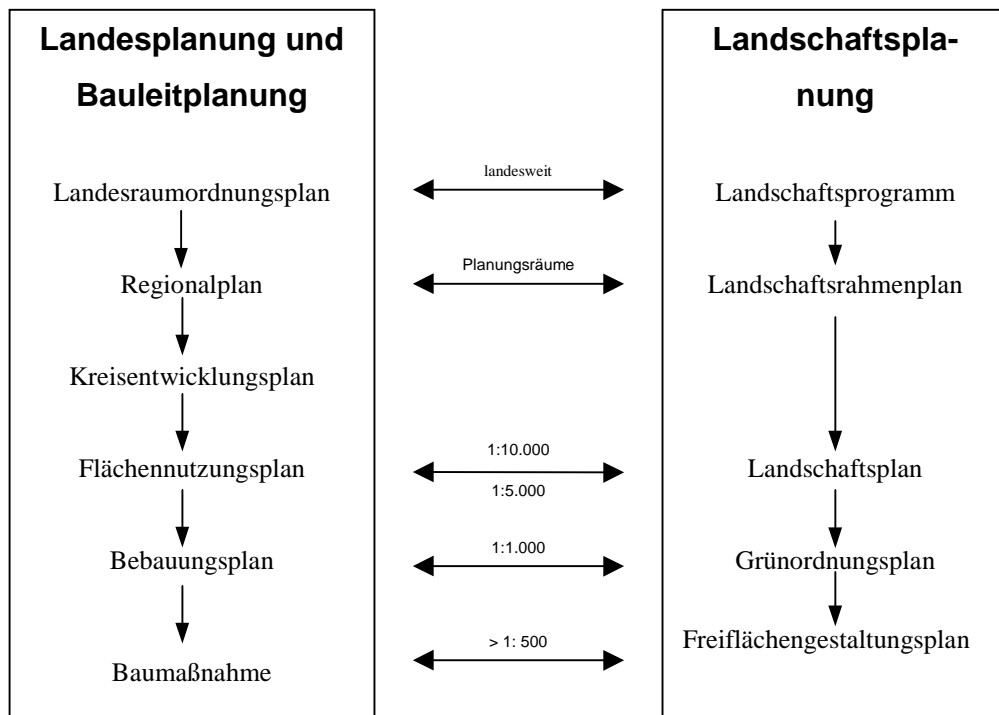 Landesplanung und
Bauleitplanung
Landschaftspla-
nung
Landesraumordnungsplan
landesweit
Landschaftsprogramm
Regionalplan
Planungsräume
Landschaftsrahmenplan
Kreisentwicklungsplan
Flächennutzungsplan
1:10.000
1:5.000
Landschaftsplan
Bebauungsplan
1:1.000
Grünordnungsplan
Baumaßnahme
> 1: 500
Freiflächengestaltungsplan